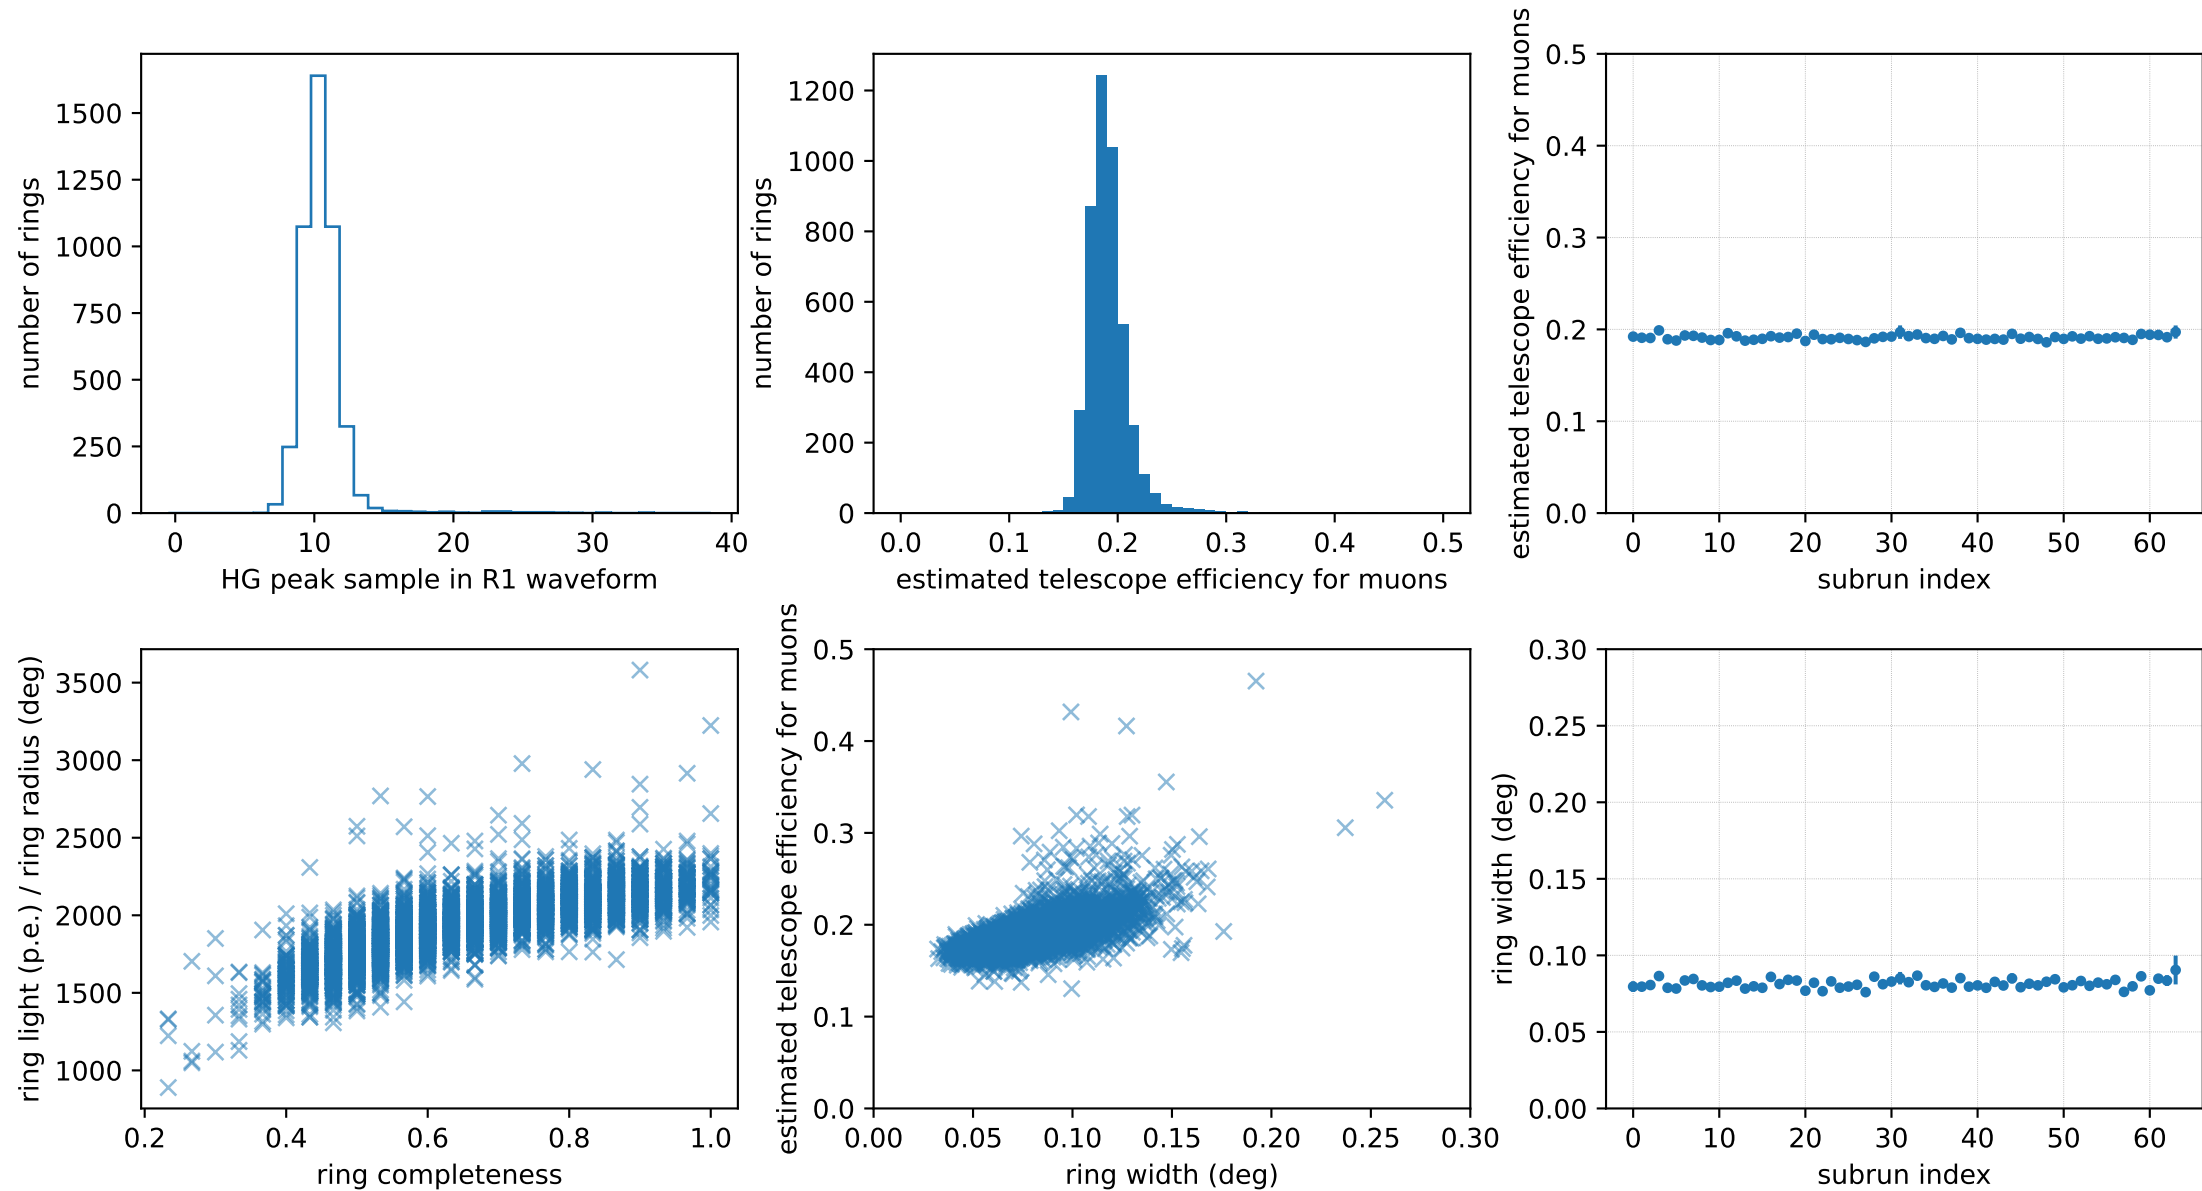 number of rings
1500
1250
1000
750
500
250
0
0 10 20 30 40
HG peak sample in R1 waveform
number of rings
1200
1000
800
600
400
200
0
0.0 0.1 0.2 0.3 0.4 0.5
estimated telescope efficiency for muons
estimated telescope efficiency for muons
0.5
0.4
0.3
0.2
0.1
0.0
0 10 20 30 40 50 60
subrun index
ring light (p.e.) / ring radius (deg)
3500
3000
2500
2000
1500
1000
0.2 0.4 0.6 0.8 1.0
ring completeness
estimated telescope efficiency for muons
0.5
0.4
0.3
0.2
0.1
0.0
0.00 0.05 0.10 0.15 0.20 0.25 0.30
ring width (deg)
ring width (deg)
0.30
0.25
0.20
0.15
0.10
0.05
0.00
0 10 20 30 40 50 60
subrun index